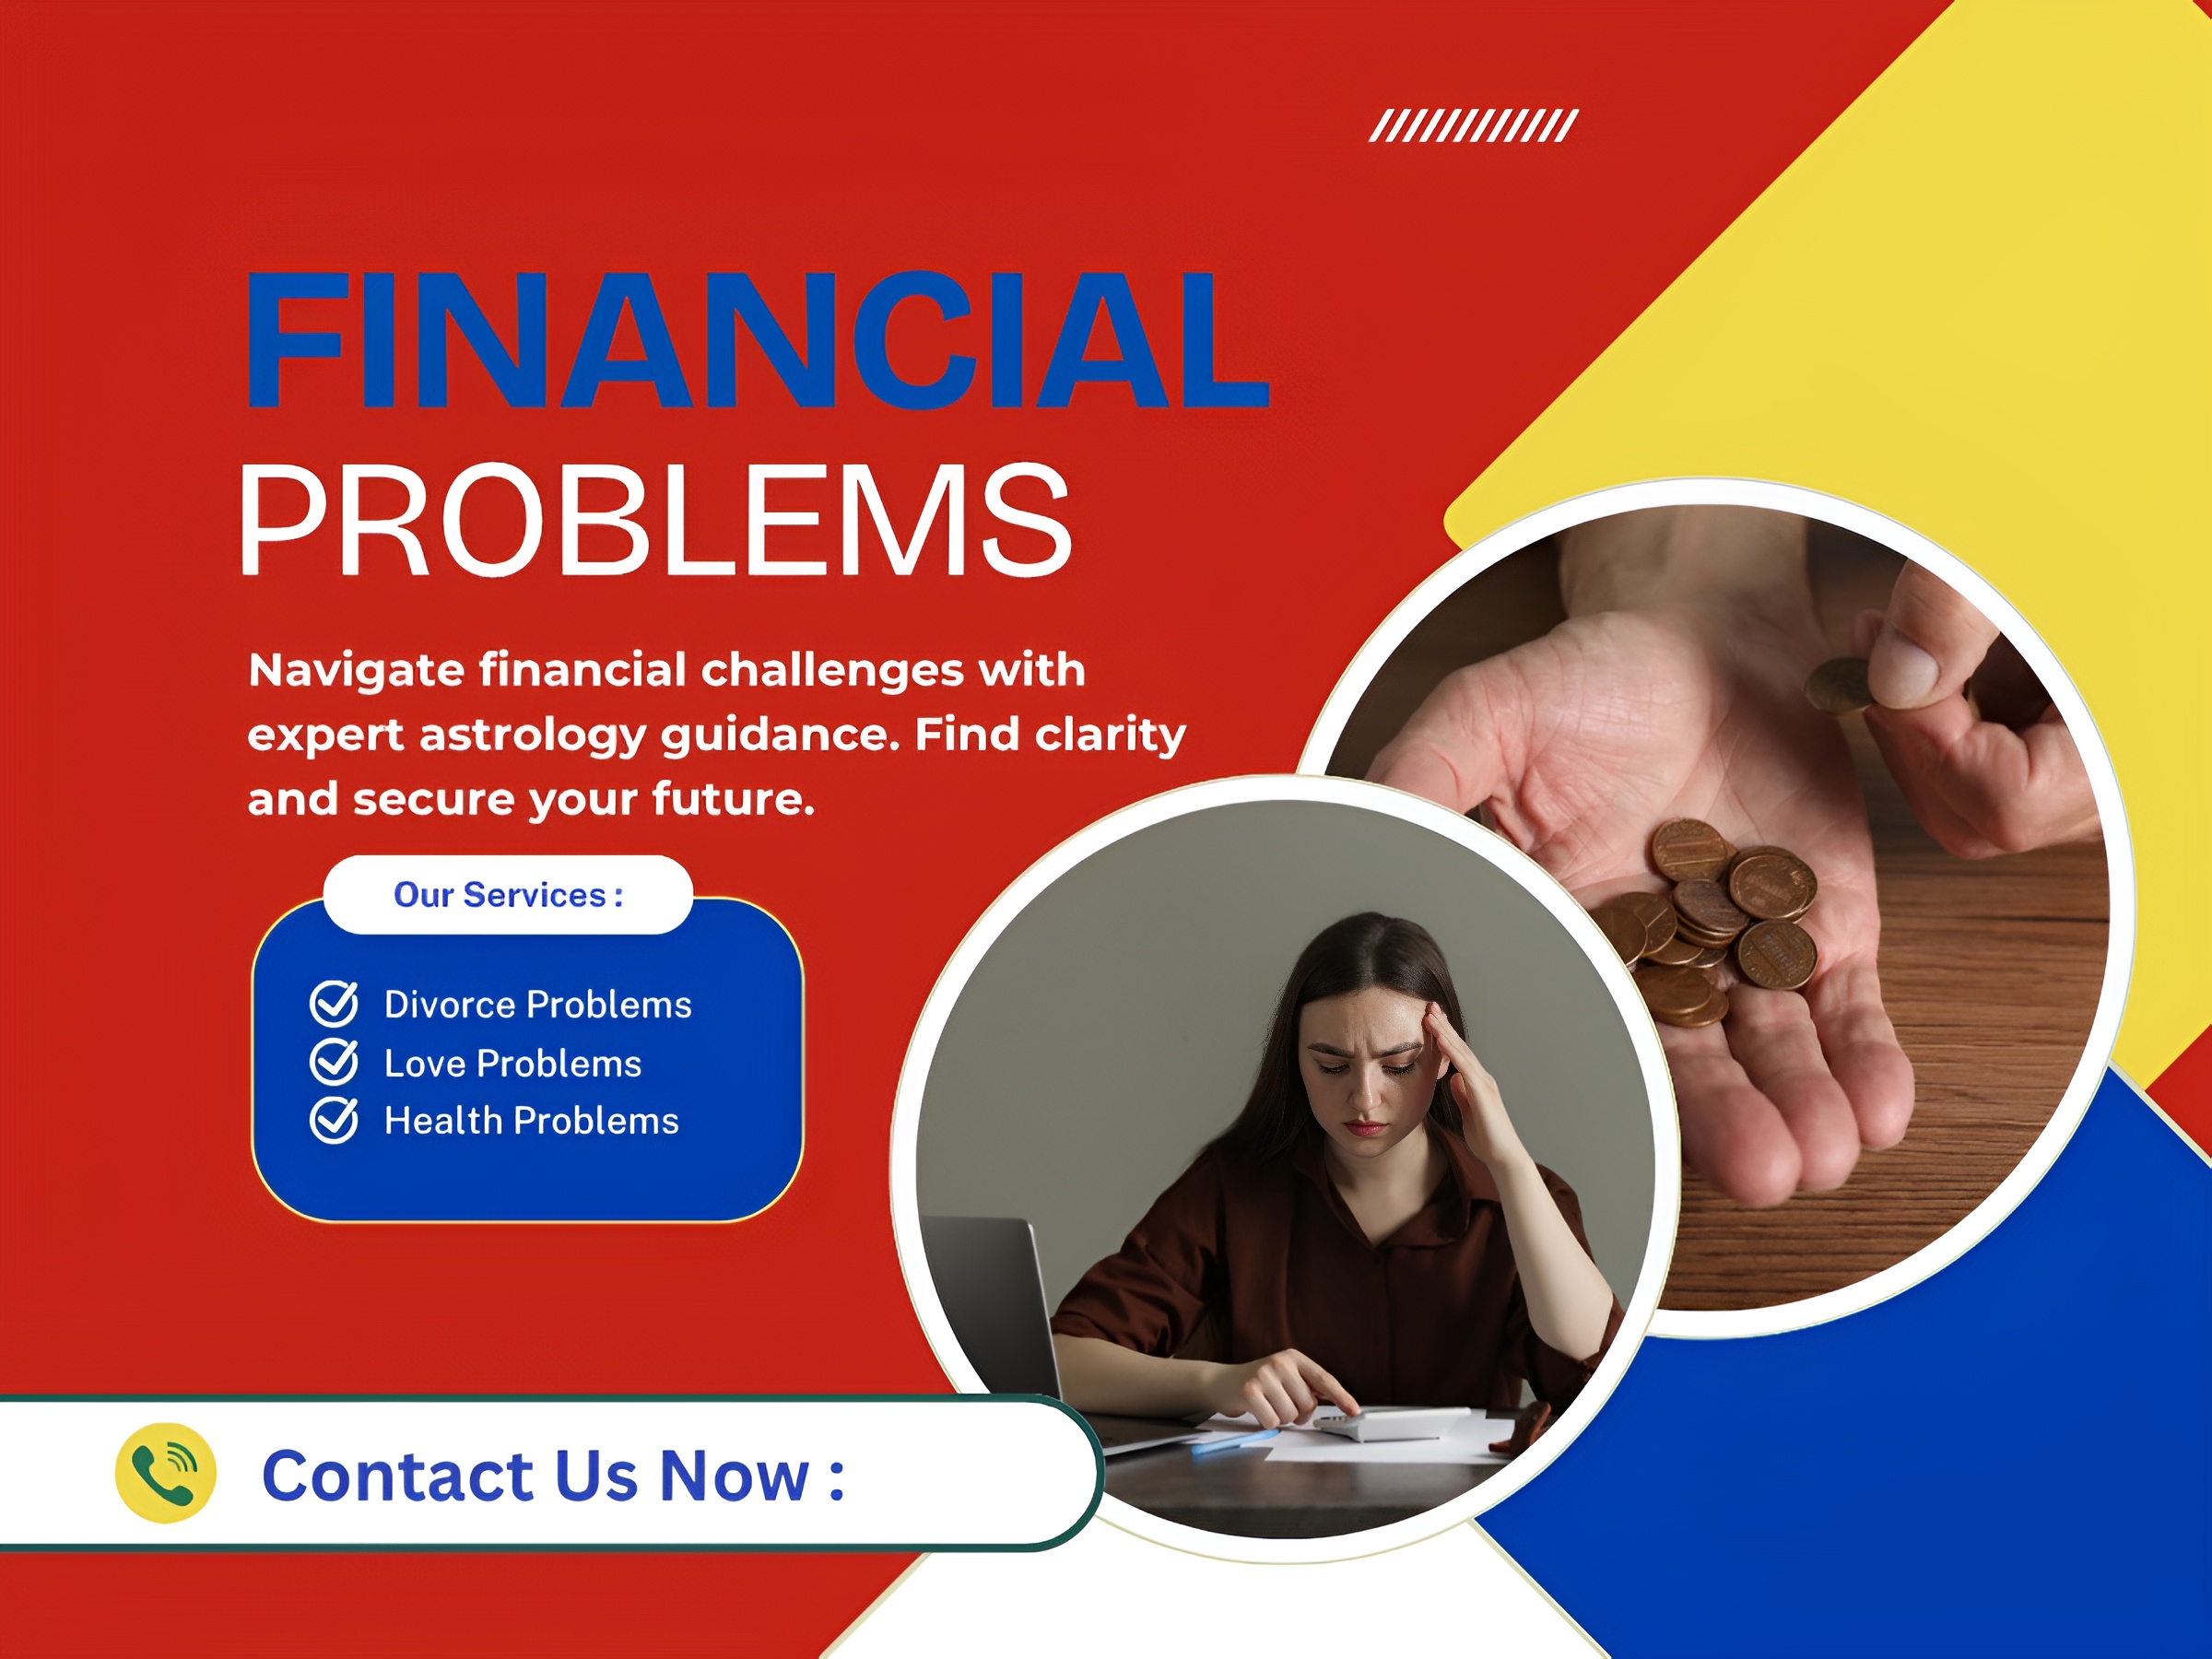 FINANCIAL
PROBLEMS
Navigate financial challenges with
expert astrology guidance. Find clarity
and secure your future.
Our Services :
Divorce Problems
Love Problems
Health Problems
Contact Us Now :